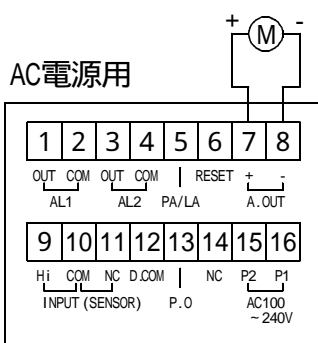 + M -
AC電源用
1 2 3 4 5 6 7 8
OUT COM OUT COM RESET + -
AL1 AL2 PA/LA A.OUT
9 10 11 12 13 14 15 16
Hi COM NC D.COM NC P2 P1
INPUT(SENSOR) P.O AC100
~240V